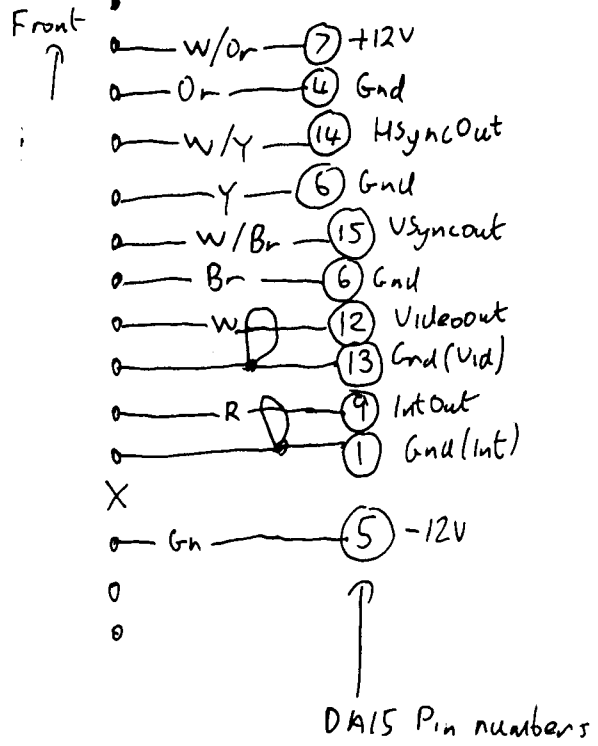 Front
W/Or 7 +12V
Or 4 Gnd
W/Y 14 HSyncOut
Y 6 Gnd
W/Br 15 VSyncout
Br 6 Gnd
W 12 Videoout
13 Gnd (Vid)
R 9 IntOut
1 Gnd (Int)
X
Gn 5 -12V
DA15 Pin numbers